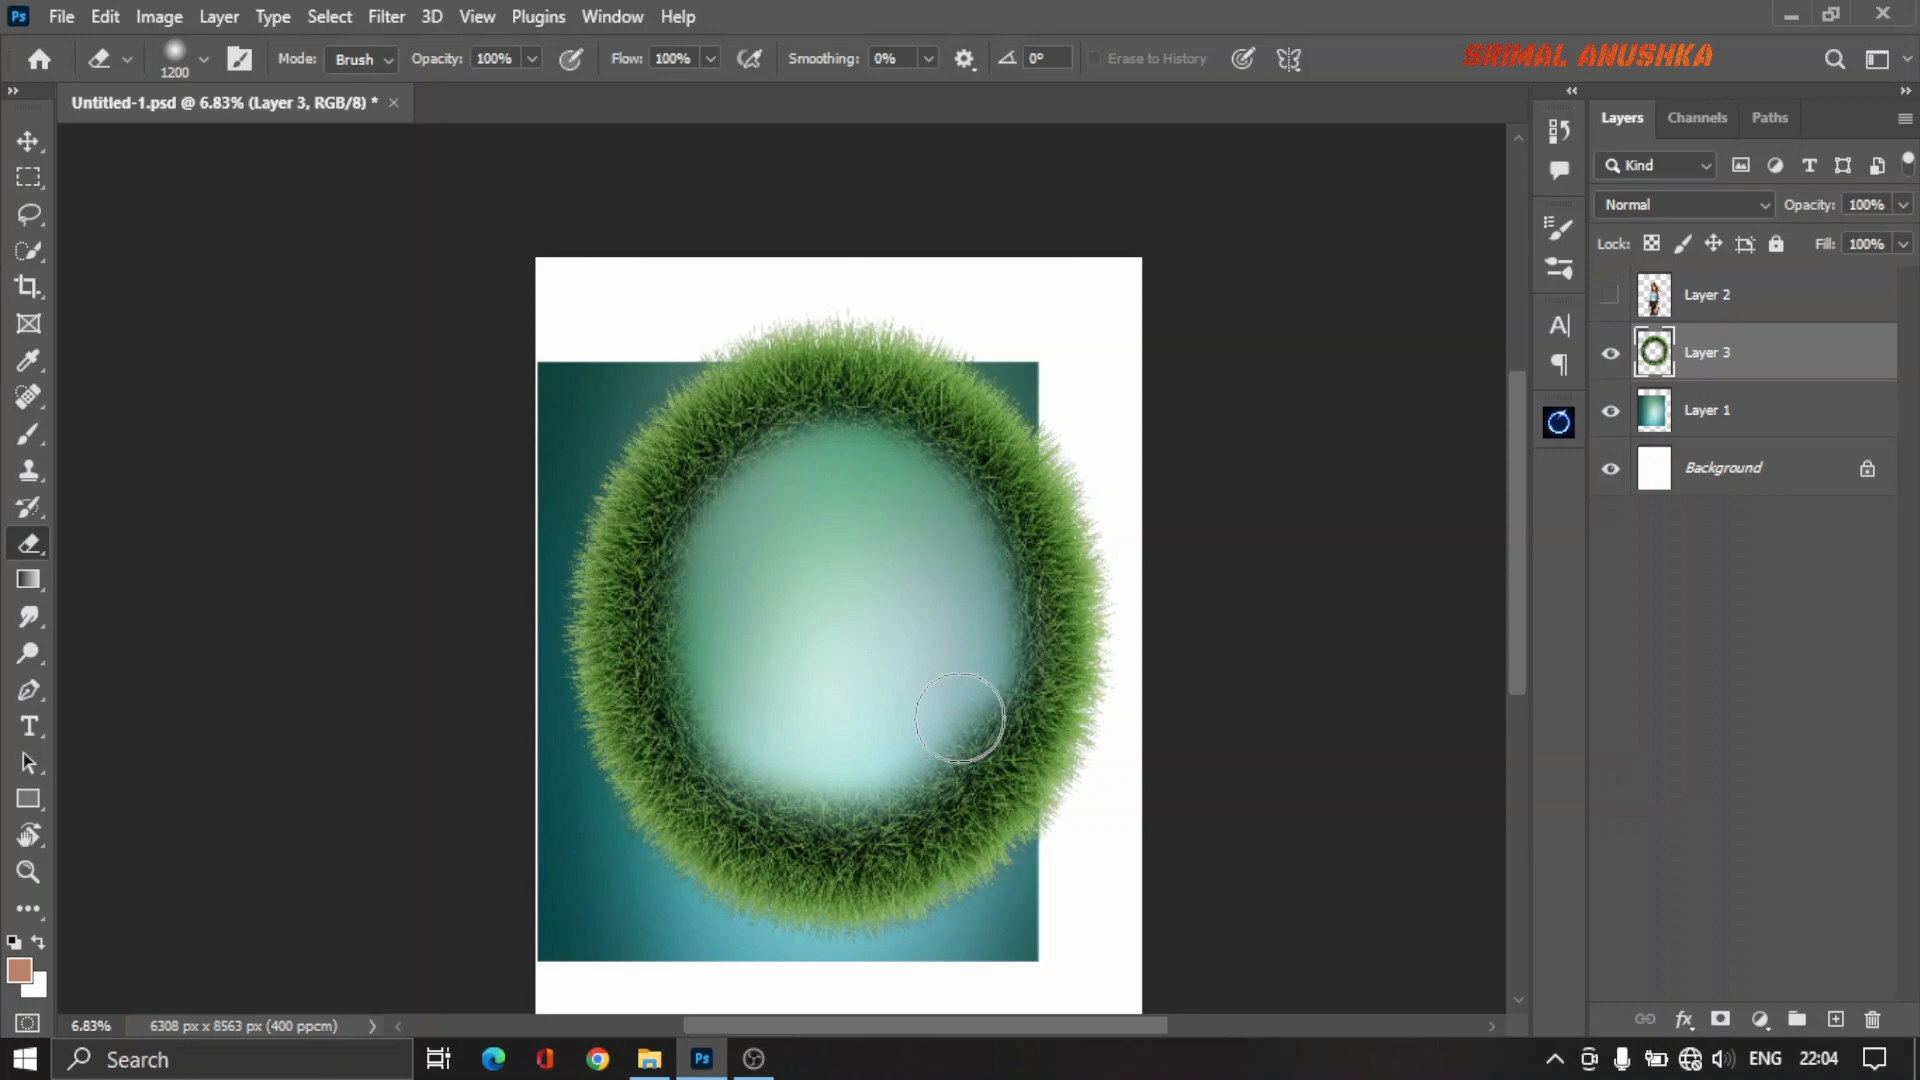 Ps File Edit Image Layer Type Select Filter 3D View Plugins Window Help
1200 Mode: Brush Opacity: 100% Flow: 100% Smoothing: 0% 0° Erase to History SRIMAL ANUSHKA
Untitled-1.psd @ 6.83% (Layer 3, RGB/8) *
Layers Channels Paths
Kind
Normal Opacity: 100%
Lock: Fill: 100%
Layer 2
Layer 3
Layer 1
Background
6.83% 6308 px x 8563 px (400 ppcm)
Search Ps ENG 22:04